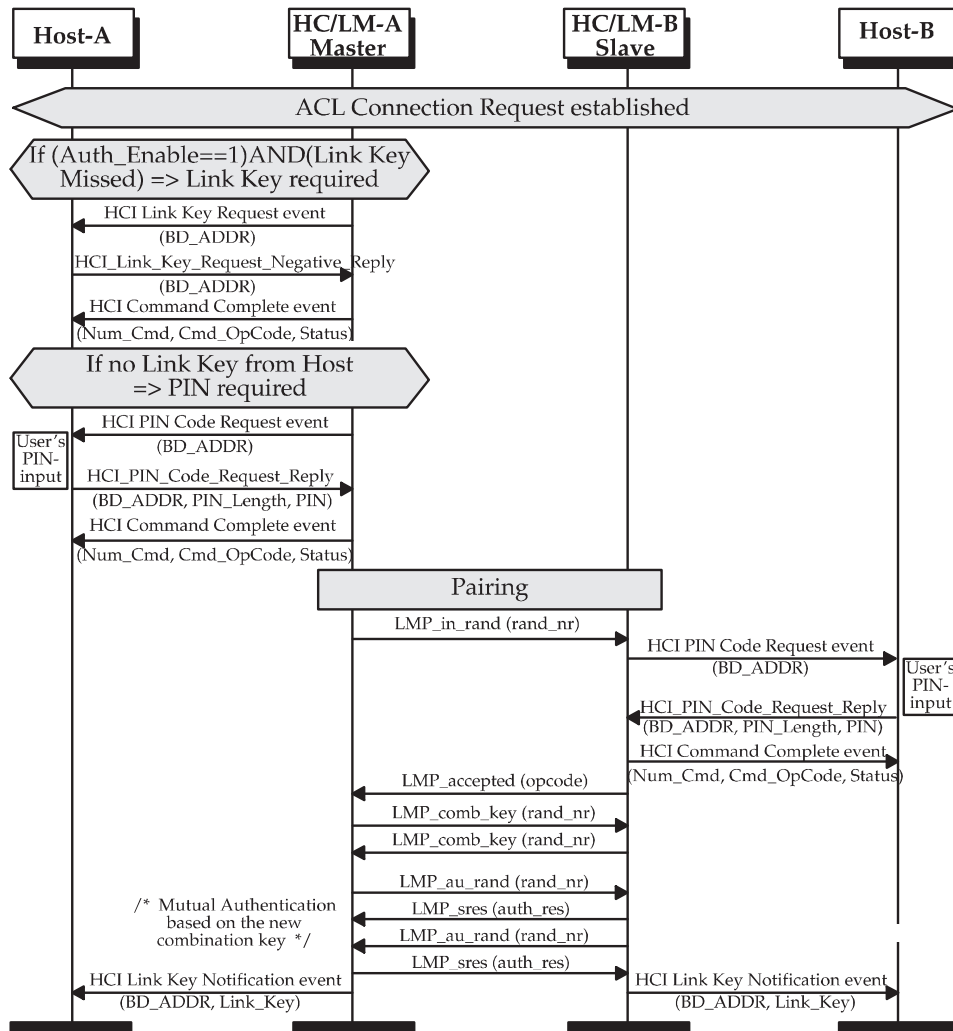 Host-A
HC/LM-A
Master
HC/LM-B
Slave
Host-B
ACL Connection Request established
If (Auth_Enable==1)AND(Link Key
Missed) => Link Key required
HCI Link Key Request event
(BD_ADDR)
HCI_Link_Key_Request_Negative_Reply
(BD_ADDR)
HCI Command Complete event
(Num_Cmd, Cmd_OpCode, Status)
If no Link Key from Host
=> PIN required
HCI PIN Code Request event
(BD_ADDR)
User's
PIN-
input
HCI_PIN_Code_Request_Reply
(BD_ADDR, PIN_Length, PIN)
HCI Command Complete event
(Num_Cmd, Cmd_OpCode, Status)
Pairing
LMP_in_rand (rand_nr)
HCI PIN Code Request event
(BD_ADDR)
User's
PIN-
input
HCI_PIN_Code_Request_Reply
(BD_ADDR, PIN_Length, PIN)
HCI Command Complete event
(Num_Cmd, Cmd_OpCode, Status)
LMP_accepted (opcode)
LMP_comb_key (rand_nr)
LMP_comb_key (rand_nr)
LMP_au_rand (rand_nr)
/* Mutual Authentication
based on the new
combination key */
LMP_sres (auth_res)
LMP_au_rand (rand_nr)
LMP_sres (auth_res)
HCI Link Key Notification event
(BD_ADDR, Link_Key)
HCI Link Key Notification event
(BD_ADDR, Link_Key)